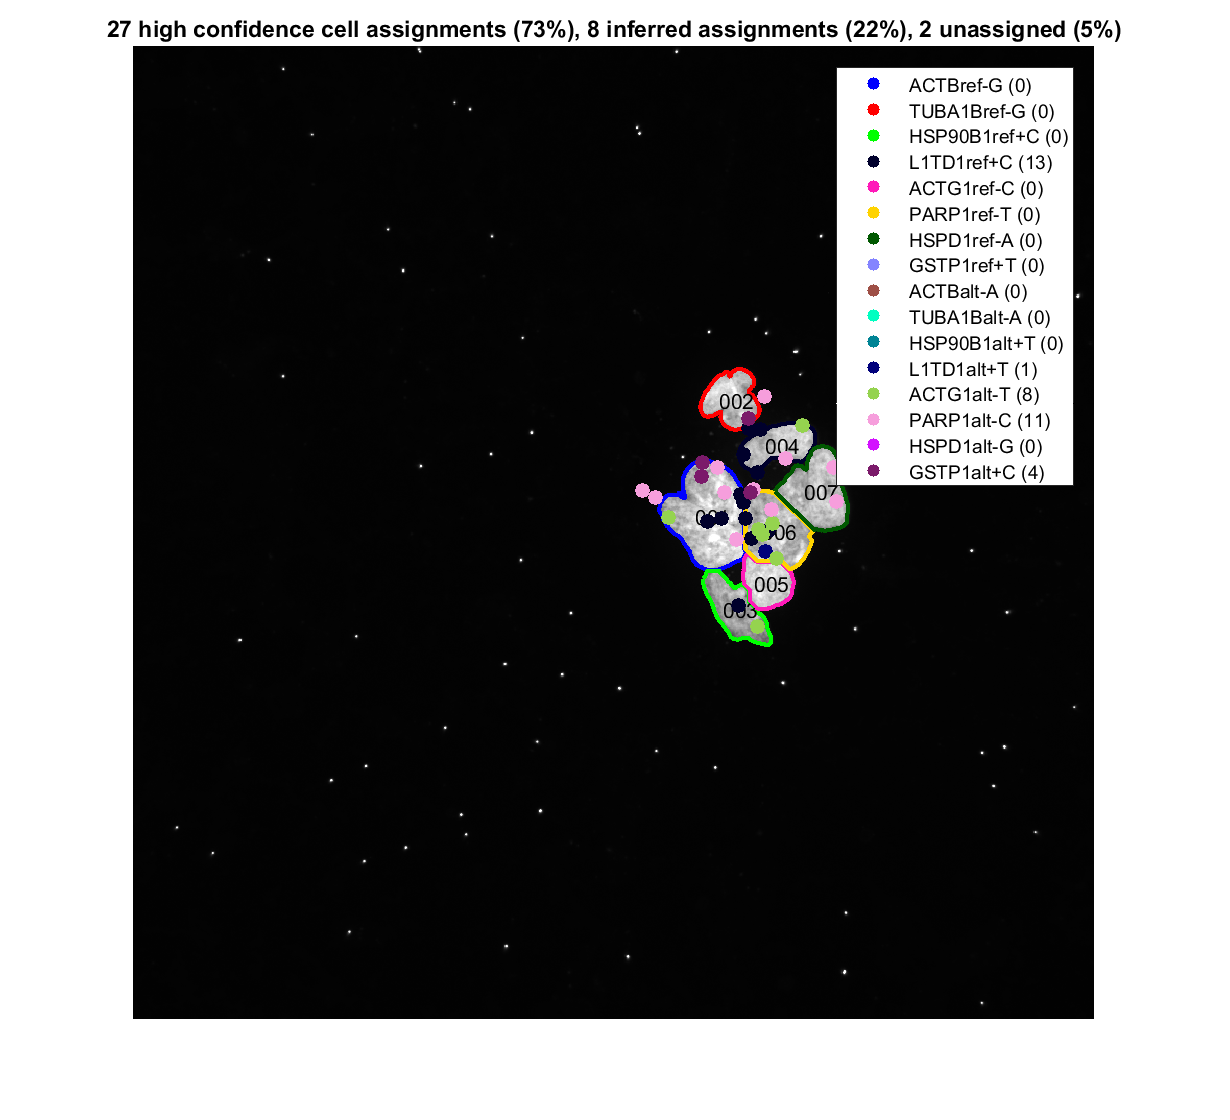 27 high confidence cell assignments (73%), 8 inferred assignments (22%), 2 unassigned (5%)
ACTBref-G (0)
TUBA1Bref-G (0)
HSP90B1ref+C (0)
L1TD1ref+C (13)
ACTG1ref-C (0)
PARP1ref-T (0)
HSPD1ref-A (0)
GSTP1ref+T (0)
ACTBalt-A (0)
TUBA1Balt-A (0)
HSP90B1alt+T (0)
L1TD1alt+T (1)
ACTG1alt-T (8)
PARP1alt-C (11)
HSPD1alt-G (0)
GSTP1alt+C (4)
002
004
007
005